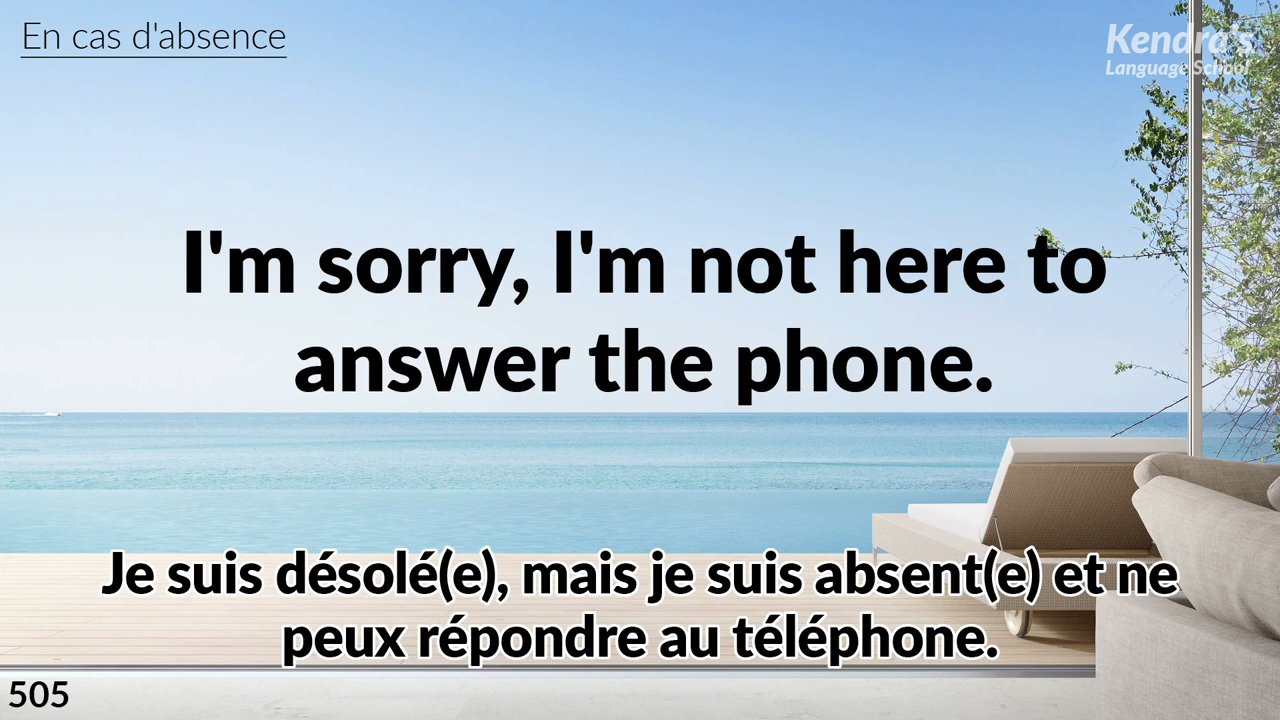 En cas d'absence
Kendra's
Language School
I'm sorry, I'm not here to
answer the phone.
Je suis désolé(e), mais je suis absent(e) et ne
peux répondre au téléphone.
505